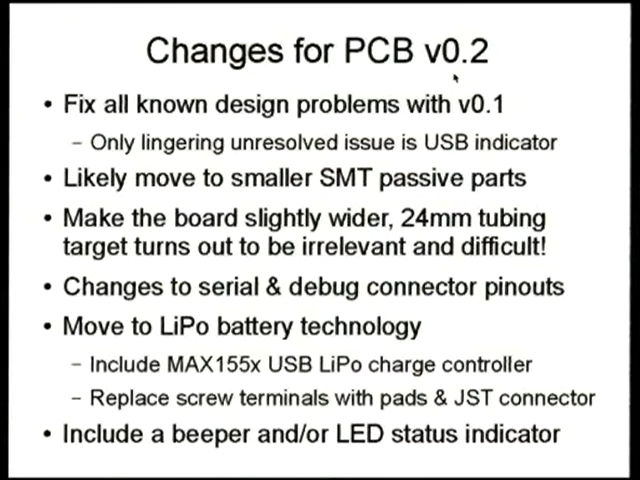 Changes for PCB v0.2
• Fix all known design problems with v0.1
– Only lingering unresolved issue is USB indicator
• Likely move to smaller SMT passive parts
• Make the board slightly wider, 24mm tubing
target turns out to be irrelevant and difficult!
• Changes to serial & debug connector pinouts
• Move to LiPo battery technology
– Include MAX155x USB LiPo charge controller
– Replace screw terminals with pads & JST connector
• Include a beeper and/or LED status indicator